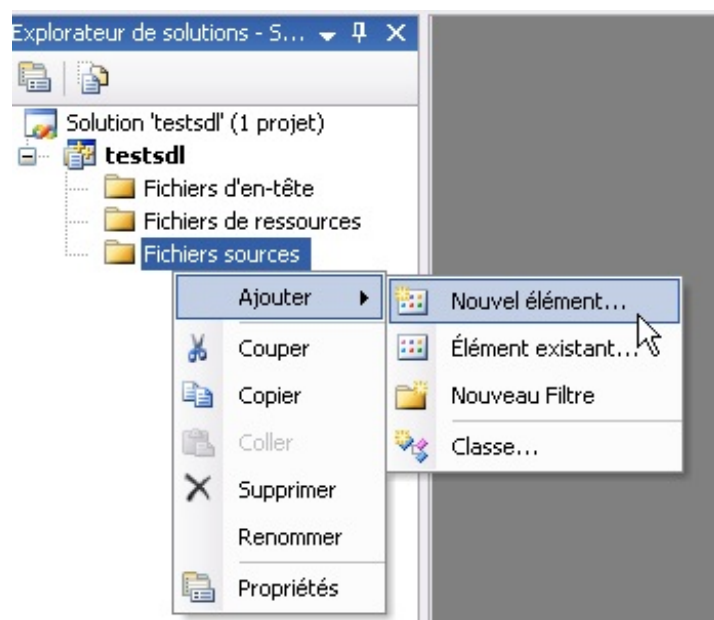 Explorateur de solutions - S...
Solution 'testsdl' (1 projet)
testsdl
Fichiers d'en-tête
Fichiers de ressources
Fichiers sources
Ajouter
Nouvel élément...
Couper
Élément existant...
Copier
Nouveau Filtre
Coller
Classe...
Supprimer
Renommer
Propriétés